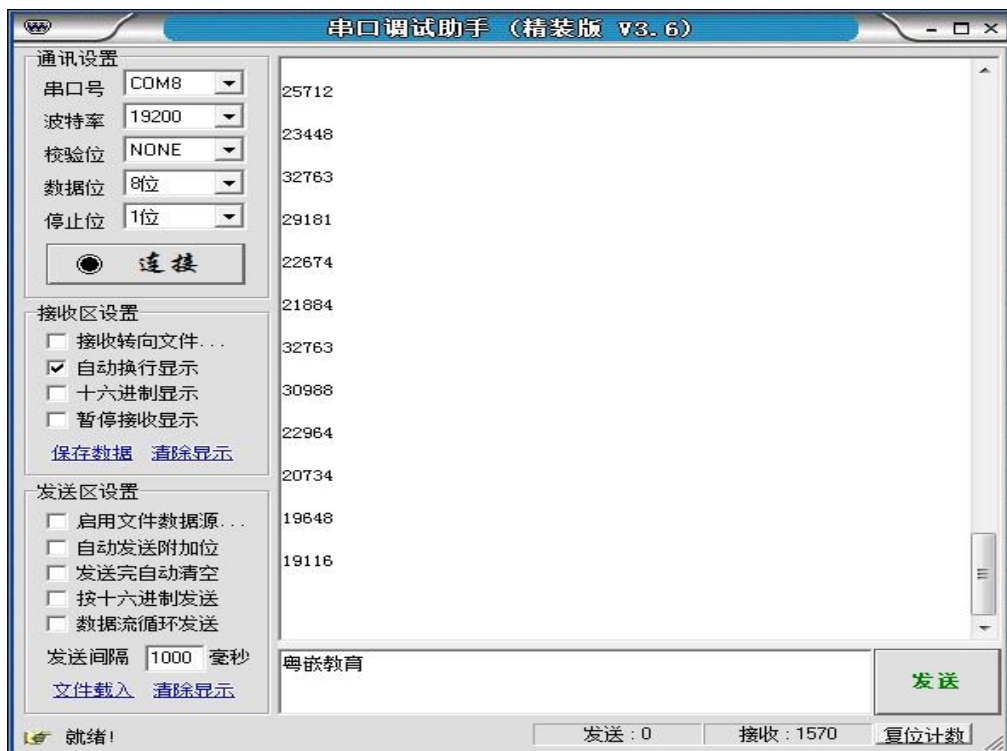 串口调试助手 (精装版 V3.6)
通讯设置
串口号 COM8
波特率 19200
校验位 NONE
数据位 8位
停止位 1位
连接
接收区设置
接收转向文件...
自动换行显示
十六进制显示
暂停接收显示
保存数据 清除显示
发送区设置
启用文件数据源...
自动发送附加位
发送完自动清空
按十六进制发送
数据流循环发送
发送间隔 1000 毫秒
文件载入 清除显示
25712
23448
32763
29181
22674
21884
32763
30988
22964
20734
19648
19116
粤嵌教育
发送
就绪!
发送:0
接收:1570
复位计数